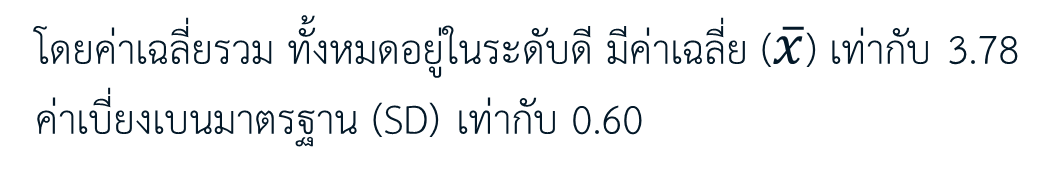 โดยค่าเฉลี่ยรวม ทั้งหมดอยู่ในระดับดี มีค่าเฉลี่ย (x̄) เท่ากับ 3.78
ค่าเบี่ยงเบนมาตรฐาน (SD) เท่ากับ 0.60